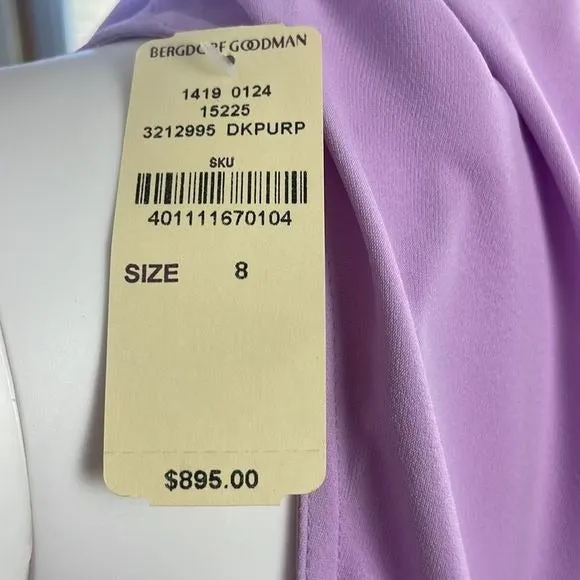 BERGDORF GOODMAN
1419 0124
15225
3212995 DKPURP
SKU
401111670104
SIZE 8
$895.00